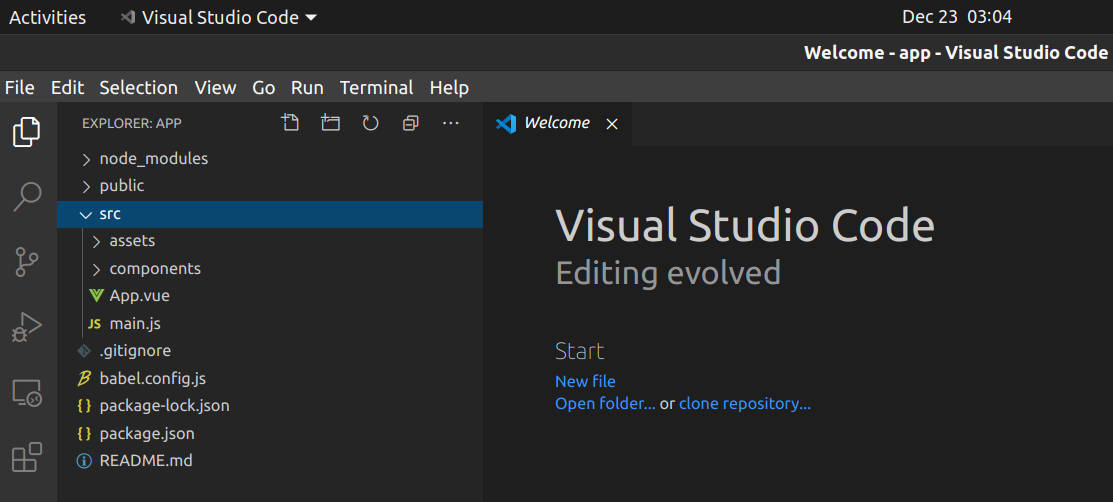 Activities Visual Studio Code Dec 23 03:04
Welcome - app - Visual Studio Code
File Edit Selection View Go Run Terminal Help
EXPLORER: APP
node_modules
public
src
assets
components
App.vue
JS main.js
.gitignore
babel.config.js
{ } package-lock.json
{ } package.json
README.md
Welcome
Visual Studio Code
Editing evolved
Start
New file
Open folder... or clone repository...